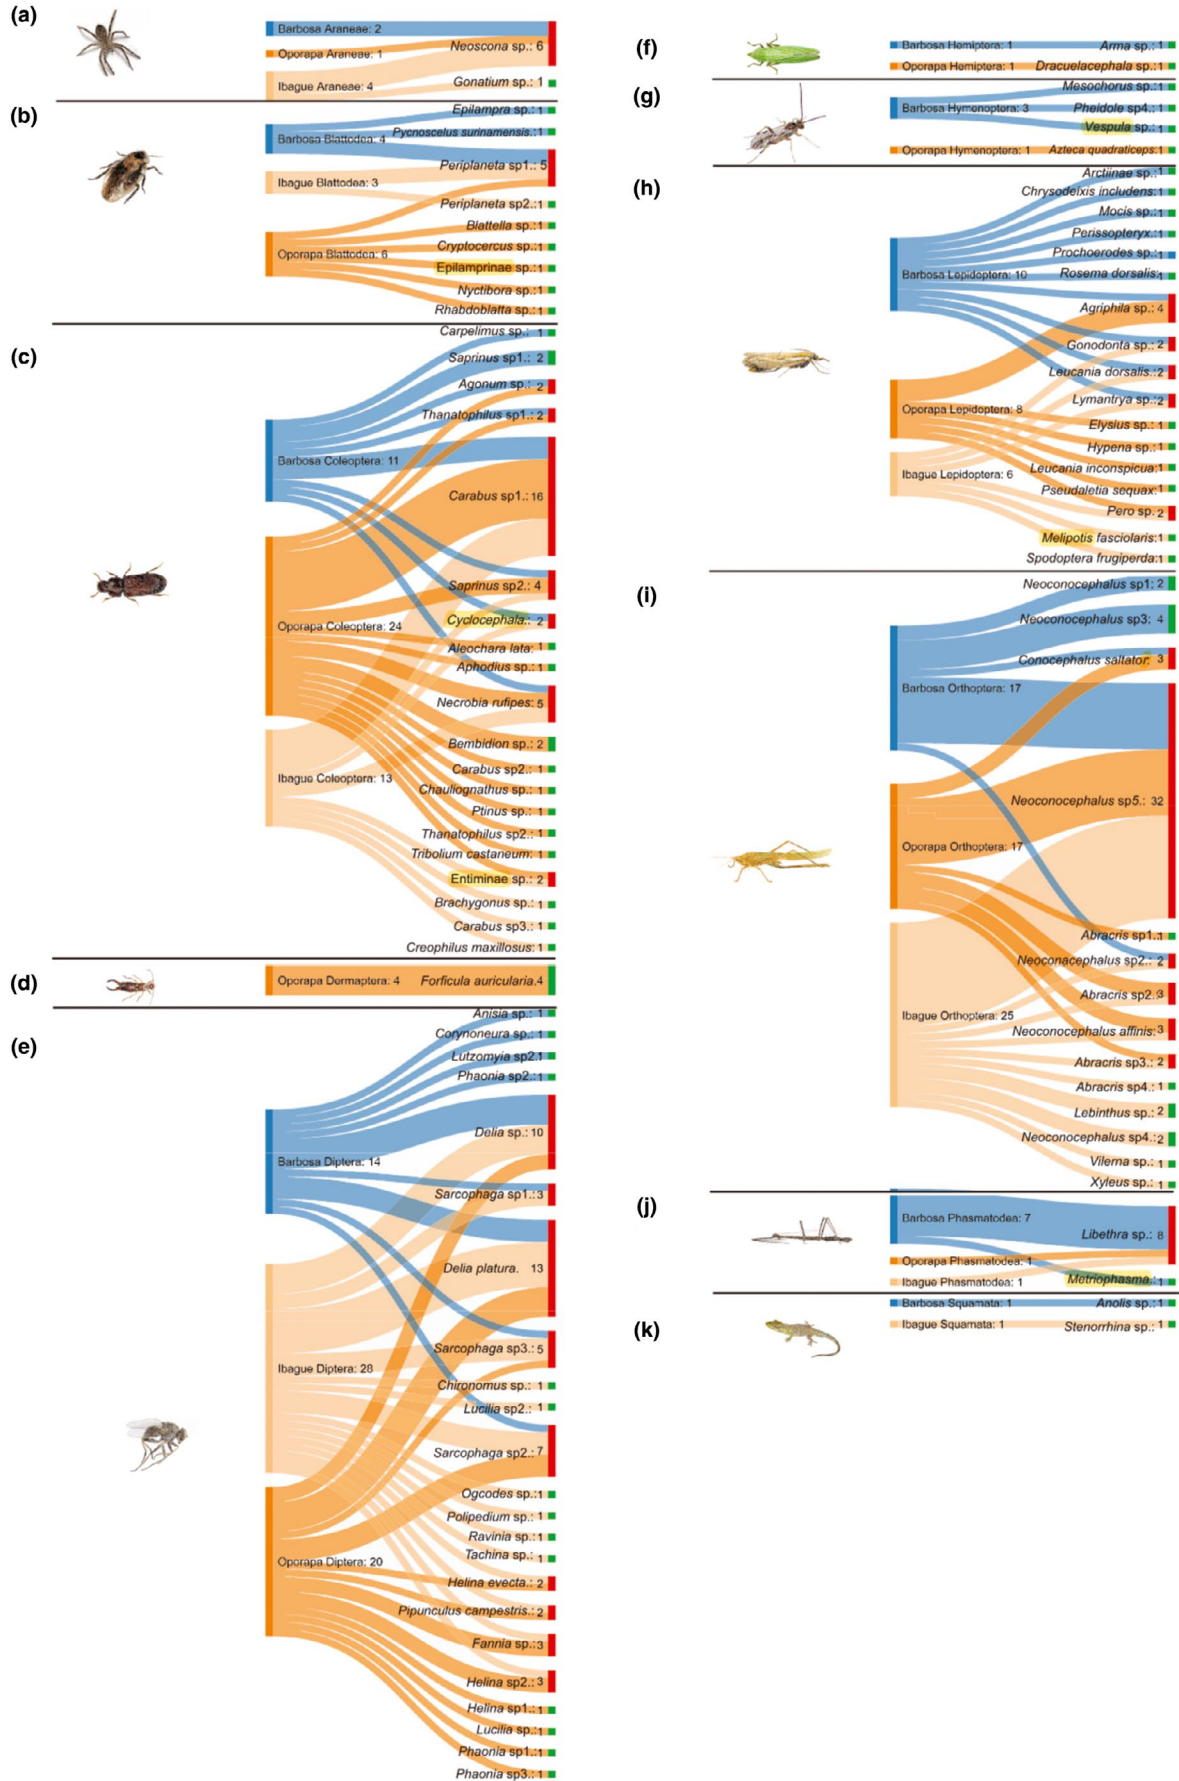 (a)
Barbosa Araneae: 2
Oporapa Araneae: 1
Ibague Araneae: 4
Neoscona sp.: 6
Gonatium sp.: 1
(b)
Barbosa Blattodea: 4
Ibague Blattodea: 3
Oporapa Blattodea: 6
Epilampra sp.: 1
Pycnoscelus surinamensis.: 1
Periplaneta sp1.: 5
Periplaneta sp2.: 1
Blattella sp.: 1
Cryptocercus sp.: 1
Epilamprinae sp.: 1
Nyctibora sp.: 1
Rhabdoblatta sp.: 1
(c)
Barbosa Coleoptera: 11
Oporapa Coleoptera: 24
Ibague Coleoptera: 13
Carpelimus sp.: 1
Saprinus sp1.: 2
Agonum sp.: 2
Thanatophilus sp1.: 2
Carabus sp1.: 16
Saprinus sp2.: 4
Cyclocephala.: 2
Aleochara lata: 1
Aphodius sp.: 1
Necrobia rufipes: 5
Bembidion sp.: 2
Carabus sp2.: 1
Chauliognathus sp.: 1
Ptinus sp.: 1
Thanatophilus sp2.: 1
Tribolium castaneum: 1
Entiminae sp.: 2
Brachygonus sp.: 1
Carabus sp3.: 1
Creophilus maxillosus: 1
(d)
Oporapa Dermaptera: 4
Forficula auricularia.4
(e)
Barbosa Diptera: 14
Ibague Diptera: 28
Oporapa Diptera: 20
Anisia sp.: 1
Corynoneura sp.: 1
Lutzomyia sp2.1
Phaonia sp2.: 1
Delia sp.: 10
Sarcophaga sp1.: 3
Delia platura. 13
Sarcophaga sp3.: 5
Chironomus sp.: 1
Lucilia sp2.: 1
Sarcophaga sp2.: 7
Ogcodes sp.: 1
Polipedium sp.: 1
Ravinia sp.: 1
Tachina sp.: 1
Helina evecta.: 2
Pipunculus campestris.: 2
Fannia sp.: 3
Helina sp2.: 3
Helina sp1.: 1
Lucilia sp.: 1
Phaonia sp1.: 1
Phaonia sp3.: 1
(f)
Barbosa Hemiptera: 1
Oporapa Hemiptera: 1
Arma sp.: 1
Dracuelacephala sp.: 1
(g)
Barbosa Hymenoptera: 3
Oporapa Hymenoptera: 1
Mesochorus sp.: 1
Pheidole sp4.: 1
Vespula sp.: 1
Azteca quadraticeps: 1
(h)
Barbosa Lepidoptera: 10
Oporapa Lepidoptera: 8
Ibague Lepidoptera: 6
Arctiinae sp.: 1
Chrysodeixis includens: 1
Mocis sp.: 1
Perissopteryx.: 1
Prochoerodes sp.: 1
Rosema dorsalis: 1
Agriphila sp.: 4
Gonodonta sp.: 2
Leucania dorsalis.: 2
Lymantrya sp.: 2
Elysius sp.: 1
Hypena sp.: 1
Leucania inconspicua: 1
Pseudaletia sequax: 1
Pero sp. 2
Melipotis fasciolaris: 1
Spodoptera frugiperda: 1
(i)
Barbosa Orthoptera: 17
Oporapa Orthoptera: 17
Ibague Orthoptera: 25
Neoconocephalus sp1: 2
Neoconocephalus sp3: 4
Conocephalus saltator: 3
Neoconocephalus sp5.: 32
Abracris sp1.: 1
Neoconacephalus sp2.: 2
Abracris sp2.: 3
Neoconocephalus affinis: 3
Abracris sp3.: 2
Abracris sp4.: 1
Lebinthus sp.: 2
Neoconocephalus sp4.: 2
Vilerna sp.: 1
Xyleus sp.: 1
(j)
Barbosa Phasmatodea: 7
Oporapa Phasmatodea: 1
Ibague Phasmatodea: 1
Libethra sp.: 8
Metriophasma.: 1
(k)
Barbosa Squamata: 1
Ibague Squamata: 1
Anolis sp.: 1
Stenorrhina sp.: 1